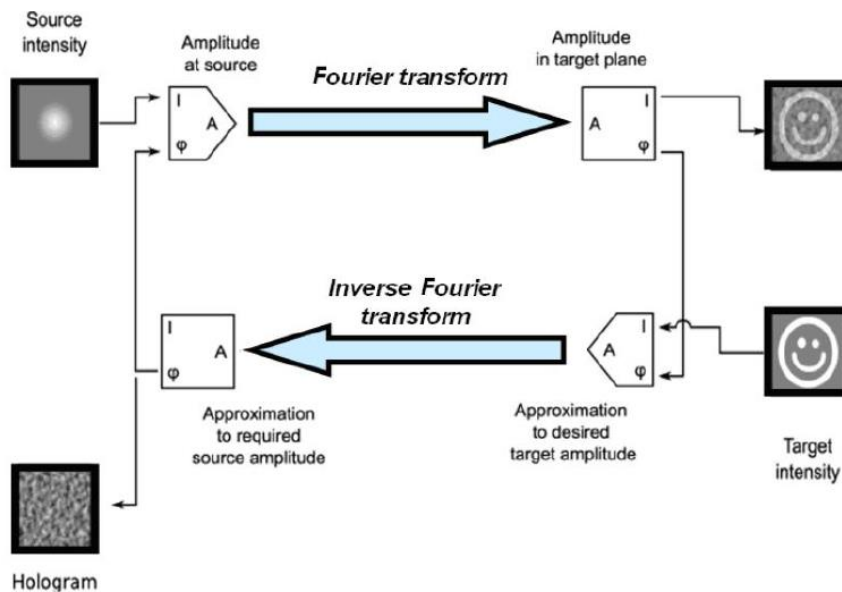 Source
intensity
Amplitude
at source
Fourier transform
Amplitude
in target plane
I
A
φ
I
A
φ
Inverse Fourier
transform
I
A
φ
I
A
φ
Approximation
to required
source amplitude
Approximation
to desired
target amplitude
Target
intensity
Hologram